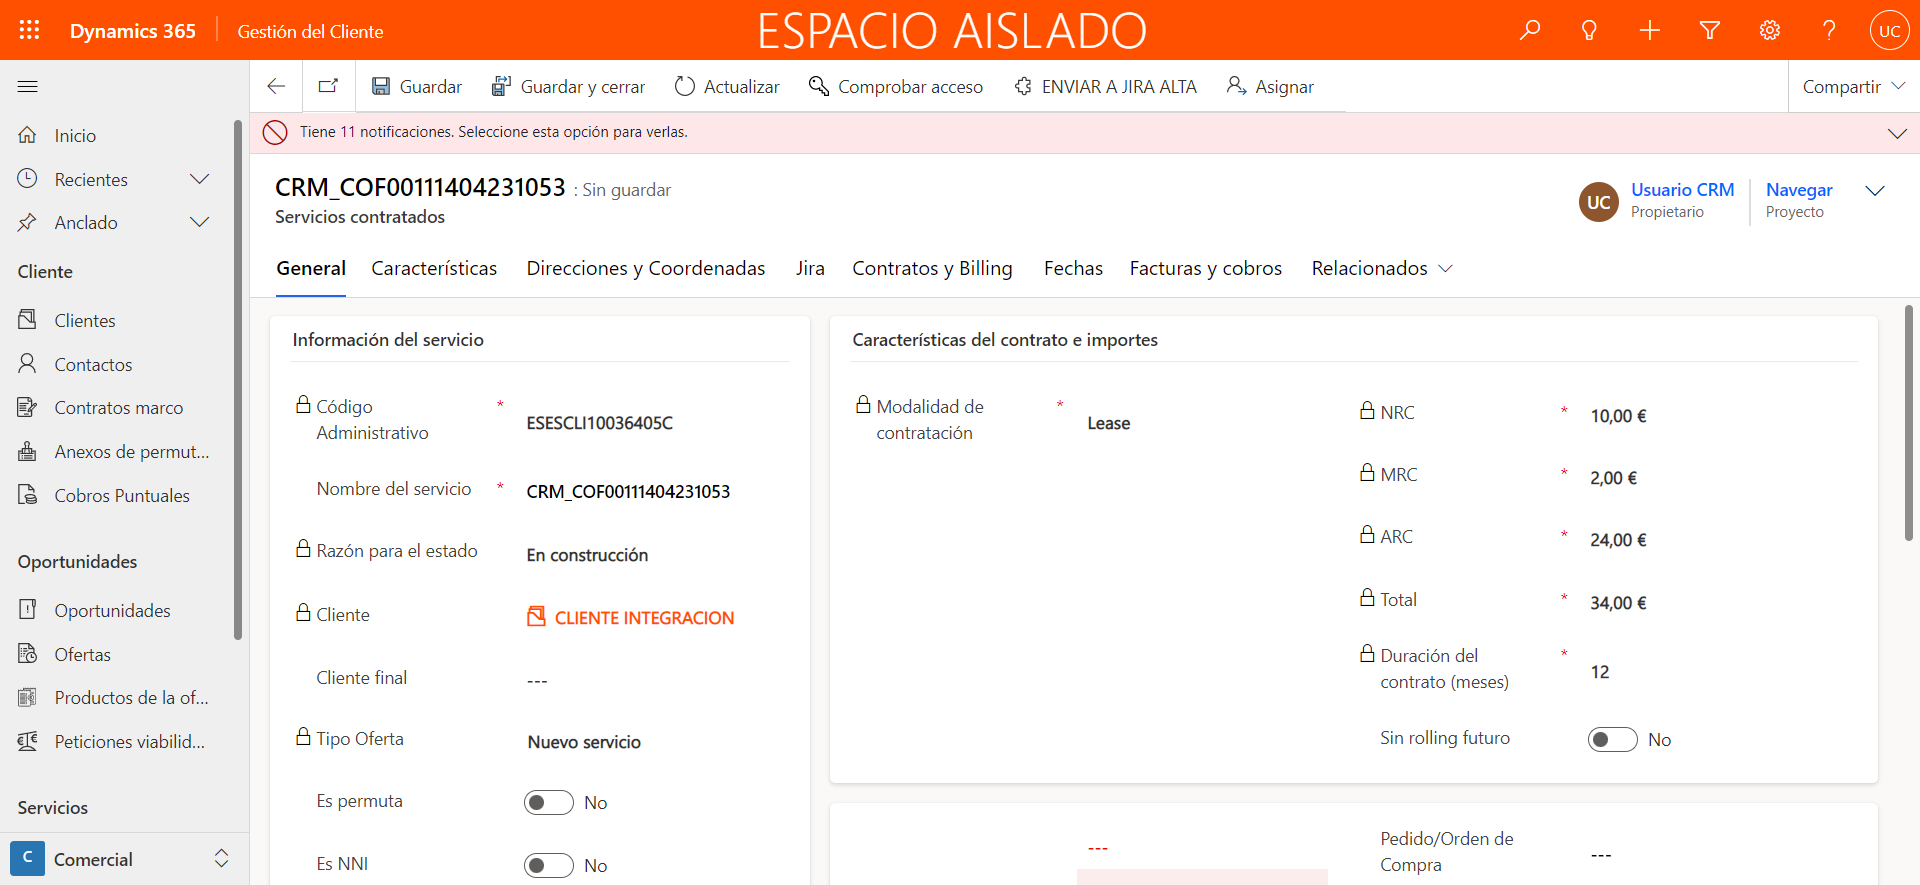 Dynamics 365
Gestión del Cliente
ESPACIO AISLADO
UC
Guardar
Guardar y cerrar
Actualizar
Comprobar acceso
ENVIAR A JIRA ALTA
Asignar
Compartir
Tiene 11 notificaciones. Seleccione esta opción para verlas.
Inicio
Recientes
Anclado
Cliente
Clientes
Contactos
Contratos marco
Anexos de permut...
Cobros Puntuales
Oportunidades
Oportunidades
Ofertas
Productos de la of...
Peticiones viabilid...
Servicios
C
Comercial
CRM_COF00111404231053 : Sin guardar
Servicios contratados
UC
Usuario CRM
Propietario
Navegar
Proyecto
General
Características
Direcciones y Coordenadas
Jira
Contratos y Billing
Fechas
Facturas y cobros
Relacionados
Información del servicio
Código
Administrativo
*
ESESCLI10036405C
Nombre del servicio
*
CRM_COF00111404231053
Razón para el estado
En construcción
Cliente
CLIENTE INTEGRACION
Cliente final
---
Tipo Oferta
Nuevo servicio
Es permuta
No
Es NNI
No
Características del contrato e importes
Modalidad de
contratación
*
Lease
NRC
*
10,00 €
MRC
*
2,00 €
ARC
*
24,00 €
Total
*
34,00 €
Duración del
contrato (meses)
*
12
Sin rolling futuro
No
---
Pedido/Orden de
Compra
---